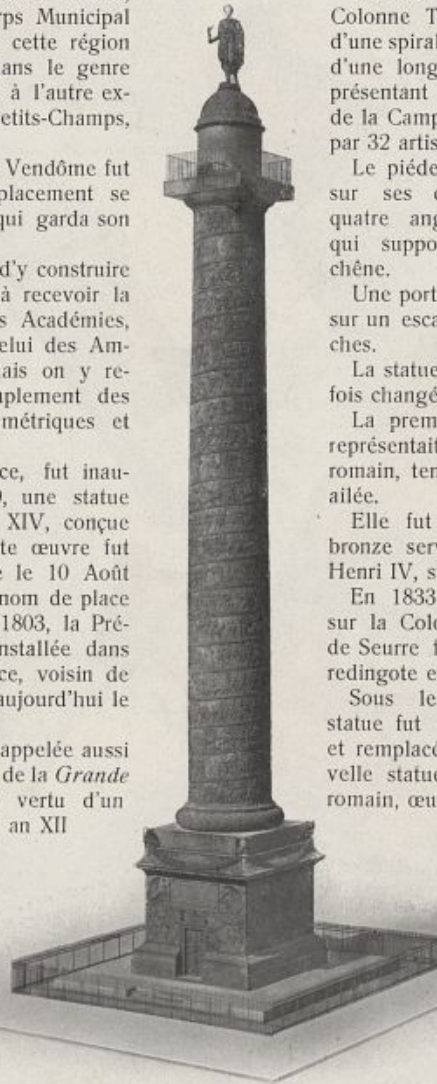 rps Municipal
cette région
ans le genre
à l'autre ex-
etits-Champs,
Vendôme fut
placement se
qui garda son
d'y construire
à recevoir la
s Académies,
elui des Am-
ais on y re-
uplement des
métriques et
ce, fut inau-
, une statue
XIV, conçue
te œuvre fut
e le 10 Août
nom de place
1803, la Pré-
nstallée dans
ce, voisin de
aujourd'hui le
appelée aussi
de la Grande
vertu d'un
an XII
Colonne T
d'une spiral
d'une long
présentant
de la Camp
par 32 artis
Le piéde
sur ses
quatre ang
qui suppo
chêne.
Une port
sur un esca
ches.
La statue
fois changé
La prem
représentait
romain, ten
ailée.
Elle fut
bronze serv
Henri IV, s
En 1833
sur la Colo
de Seurre f
redingote e
Sous le
statue fut
et remplacé
velle statue
romain, œu